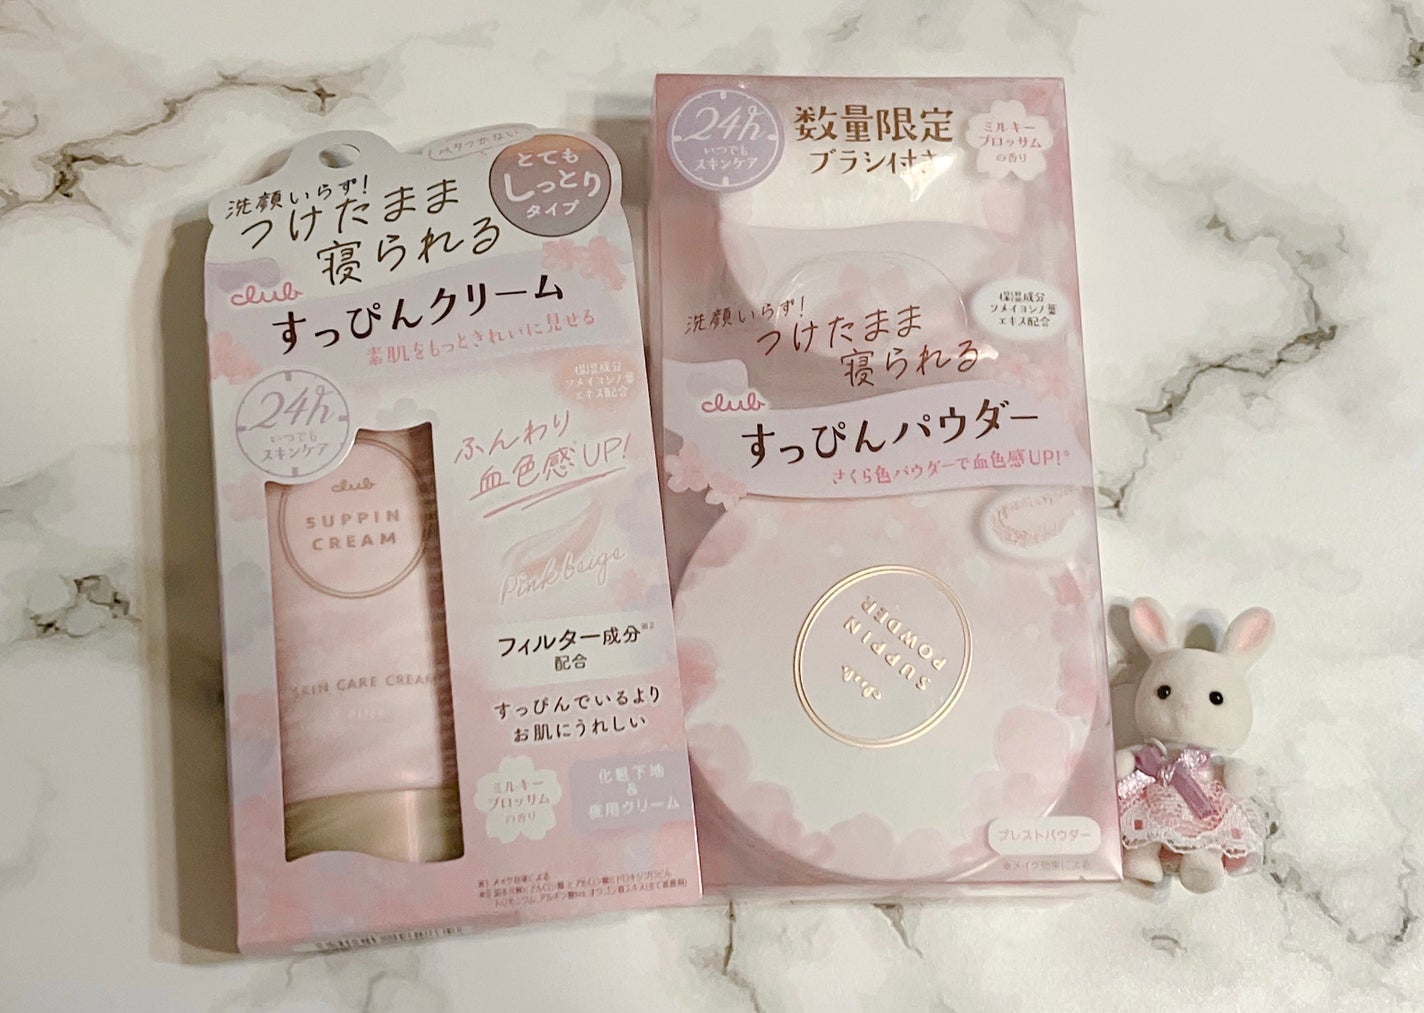 ベタつかない
とても
しっとり
タイプ
洗顔いらず!
つけたまま
寝られる
club
すっぴんクリーム
素肌をもっときれいに見せる
24h
いつでも
スキンケア
保湿成分
ソメイヨシノ葉
エキス配合
ふんわり
血色感UP!
Pink beige
club
SUPPIN
CREAM
SKIN CARE CREAM
フィルター成分※2
配合
すっぴんでいるより
お肌にうれしい
ミルキー
ブロッサム
の香り
化粧下地
&
夜用クリーム
24h
いつでも
スキンケア
数量限定
ブラシ付き
ミルキー
ブロッサム
の香り
保湿成分
ソメイヨシノ葉
エキス配合
洗顔いらず!
つけたまま
寝られる
club
すっぴんパウダー
さくら色パウダーで血色感UP!※
club
SUPPIN
POWDER
プレストパウダー
※メイク効果による